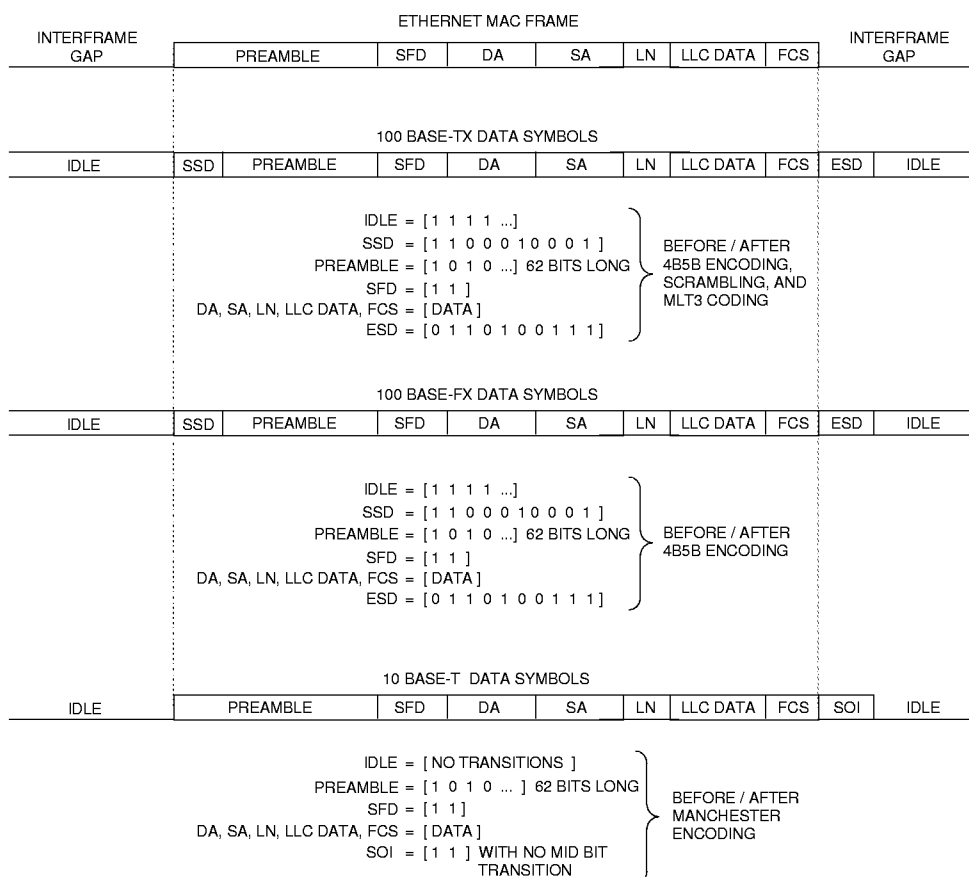 ETHERNET MAC FRAME
INTERFRAME GAP PREAMBLE SFD DA SA LN LLC DATA FCS INTERFRAME GAP
100 BASE-TX DATA SYMBOLS
IDLE SSD PREAMBLE SFD DA SA LN LLC DATA FCS ESD IDLE
IDLE = [ 1 1 1 1 ...]
SSD = [ 1 1 0 0 0 1 0 0 0 1 ]
PREAMBLE = [ 1 0 1 0 ...] 62 BITS LONG
SFD = [ 1 1 ]
DA, SA, LN, LLC DATA, FCS = [ DATA ]
ESD = [ 0 1 1 0 1 0 0 1 1 1 ]
BEFORE / AFTER
4B5B ENCODING,
SCRAMBLING, AND
MLT3 CODING
100 BASE-FX DATA SYMBOLS
IDLE SSD PREAMBLE SFD DA SA LN LLC DATA FCS ESD IDLE
IDLE = [ 1 1 1 1 ...]
SSD = [ 1 1 0 0 0 1 0 0 0 1 ]
PREAMBLE = [ 1 0 1 0 ...] 62 BITS LONG
SFD = [ 1 1 ]
DA, SA, LN, LLC DATA, FCS = [ DATA ]
ESD = [ 0 1 1 0 1 0 0 1 1 1 ]
BEFORE / AFTER
4B5B ENCODING
10 BASE-T DATA SYMBOLS
IDLE PREAMBLE SFD DA SA LN LLC DATA FCS SOI IDLE
IDLE = [ NO TRANSITIONS ]
PREAMBLE = [ 1 0 1 0 ... ] 62 BITS LONG
SFD = [ 1 1 ]
DA, SA, LN, LLC DATA, FCS = [ DATA ]
SOI = [ 1 1 ] WITH NO MID BIT
TRANSITION
BEFORE / AFTER
MANCHESTER
ENCODING